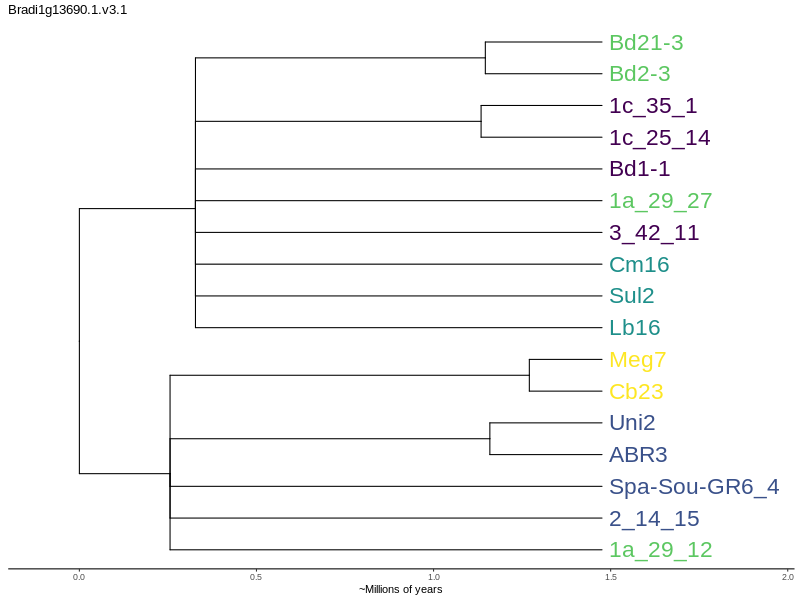 Bradi1g13690.1.v3.1
Bd21-3
Bd2-3
1c_35_1
1c_25_14
Bd1-1
1a_29_27
3_42_11
Cm16
Sul2
Lb16
Meg7
Cb23
Uni2
ABR3
Spa-Sou-GR6_4
2_14_15
1a_29_12
0.0 0.5 1.0 1.5 2.0
~Millions of years